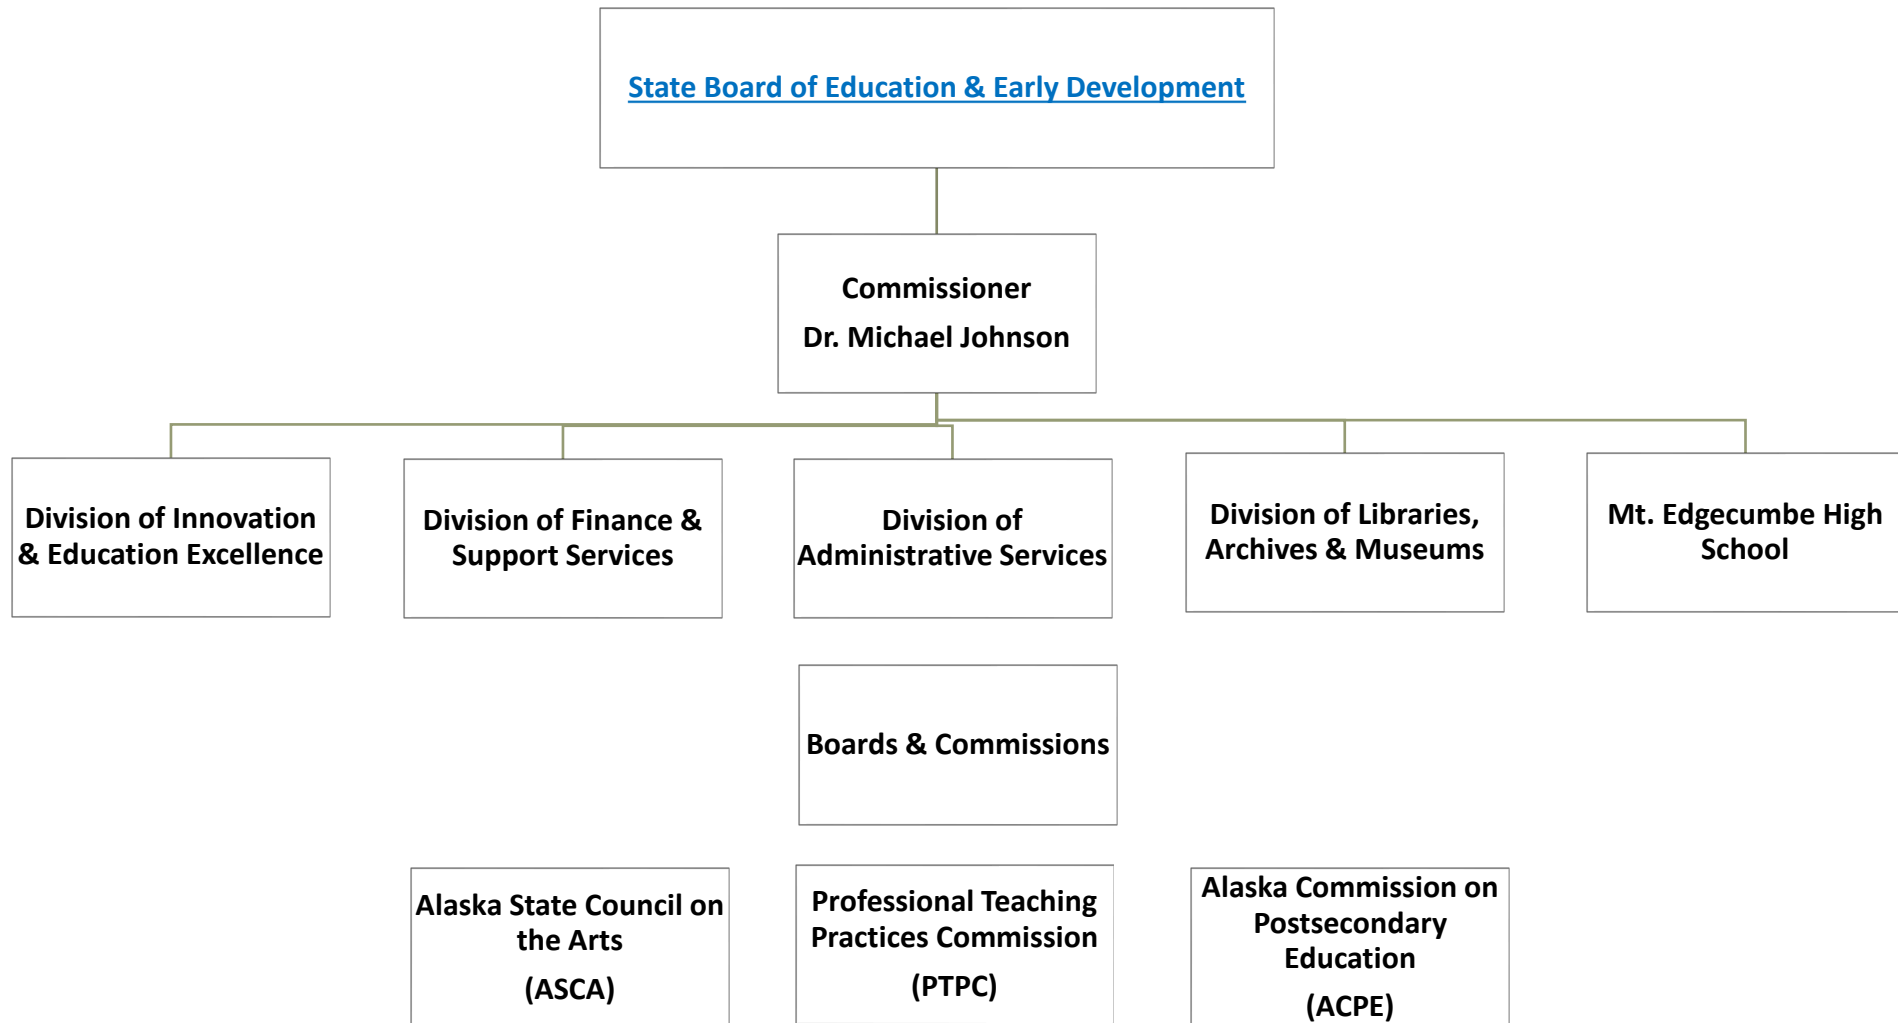 State Board of Education & Early Development
Commissioner
Dr. Michael Johnson
Division of Innovation
& Education Excellence
Division of Finance &
Support Services
Division of
Administrative Services
Division of Libraries,
Archives & Museums
Mt. Edgecumbe High
School
Boards & Commissions
Alaska State Council on
the Arts
(ASCA)
Professional Teaching
Practices Commission
(PTPC)
Alaska Commission on
Postsecondary
Education
(ACPE)